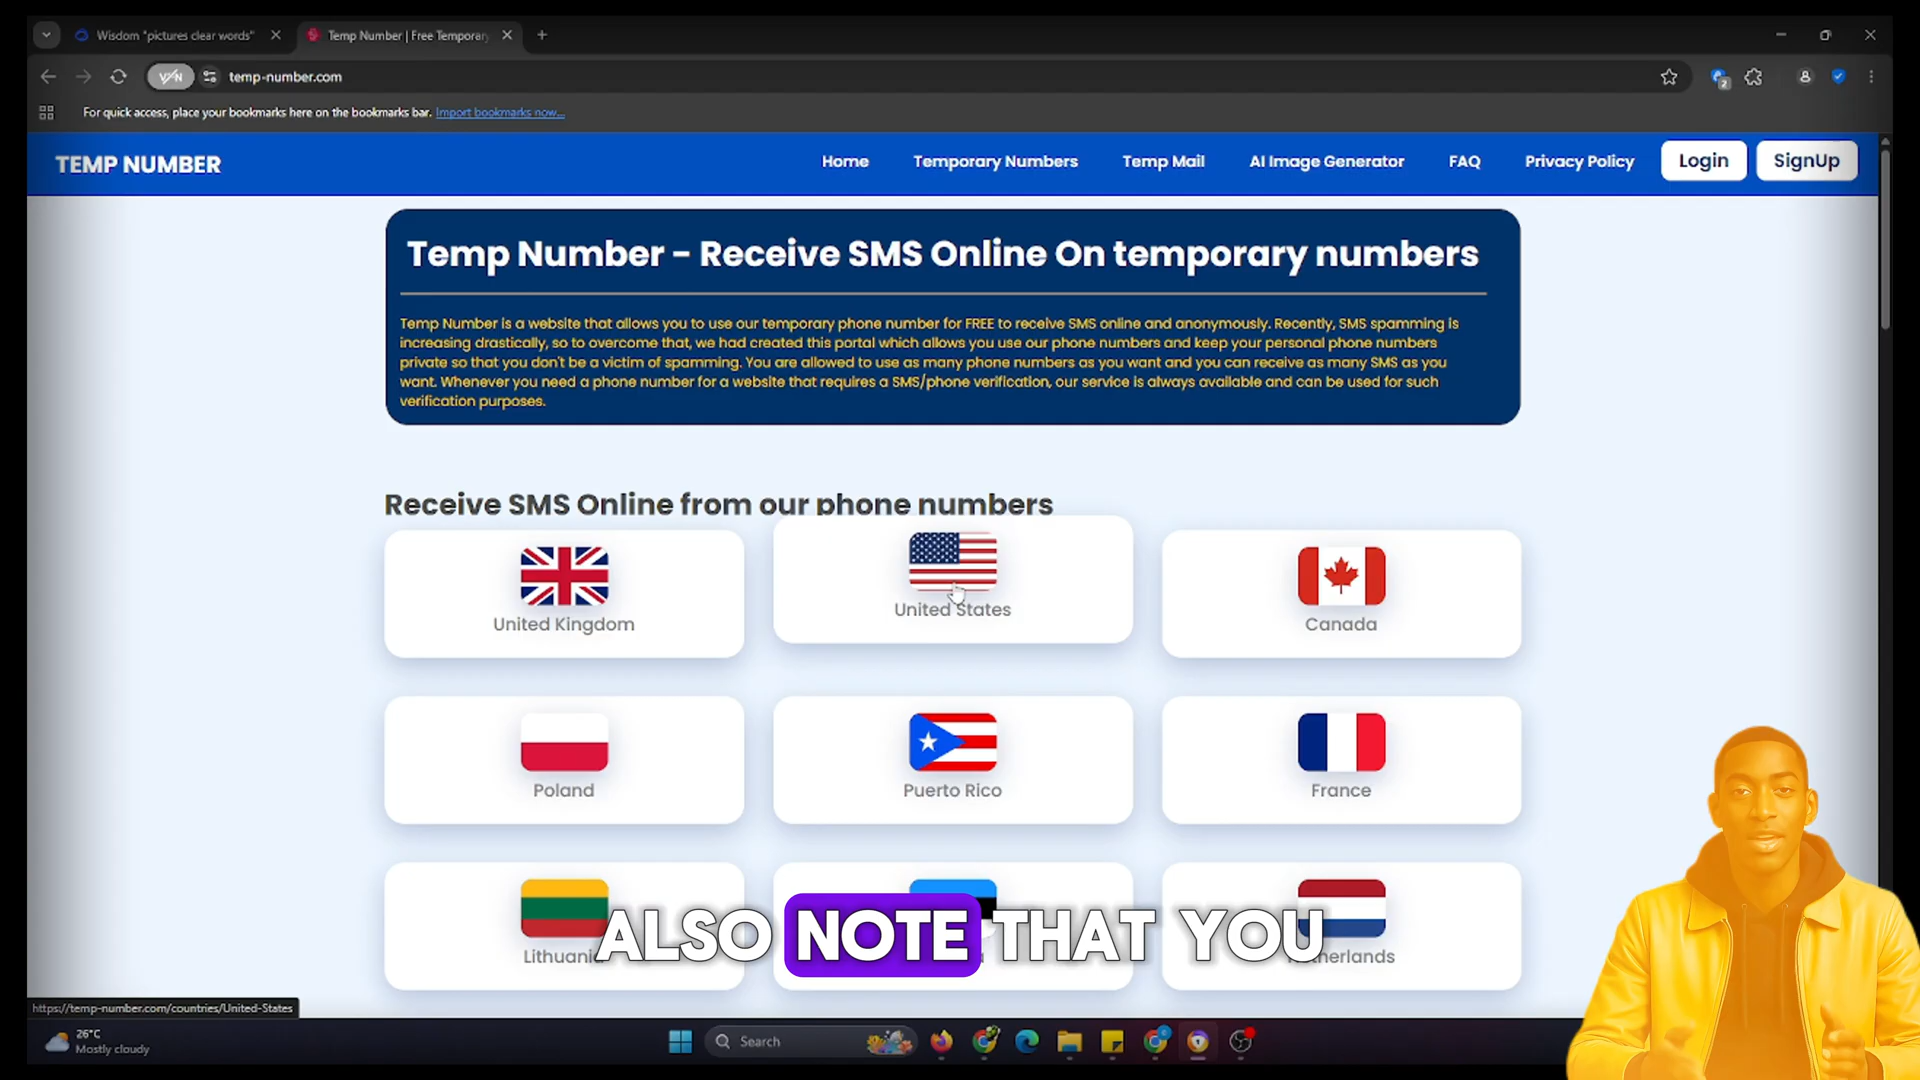 Wisdom "pictures clear words"
Temp Number | Free Temporary
temp-number.com
2
For quick access, place your bookmarks here on the bookmarks bar. Import bookmarks now...
TEMP NUMBER
Home
Temporary Numbers
Temp Mail
AI Image Generator
FAQ
Privacy Policy
Login
SignUp
Temp Number - Receive SMS Online On temporary numbers
Temp Number is a website that allows you to use our temporary phone number for FREE to receive SMS online and anonymously. Recently, SMS spamming is
increasing drastically, so to overcome that, we had created this portal which allows you use our phone numbers and keep your personal phone numbers
private so that you don't be a victim of spamming. You are allowed to use as many phone numbers as you want and you can receive as many SMS as you
want. Whenever you need a phone number for a website that requires a SMS/phone verification, our service is always available and can be used for such
verification purposes.
Receive SMS Online from our phone numbers
United Kingdom
United States
Canada
Poland
Puerto Rico
France
Lithuania
Netherlands
ALSO NOTE THAT YOU
https://temp-number.com/countries/United-States
26°C
Mostly cloudy
Search